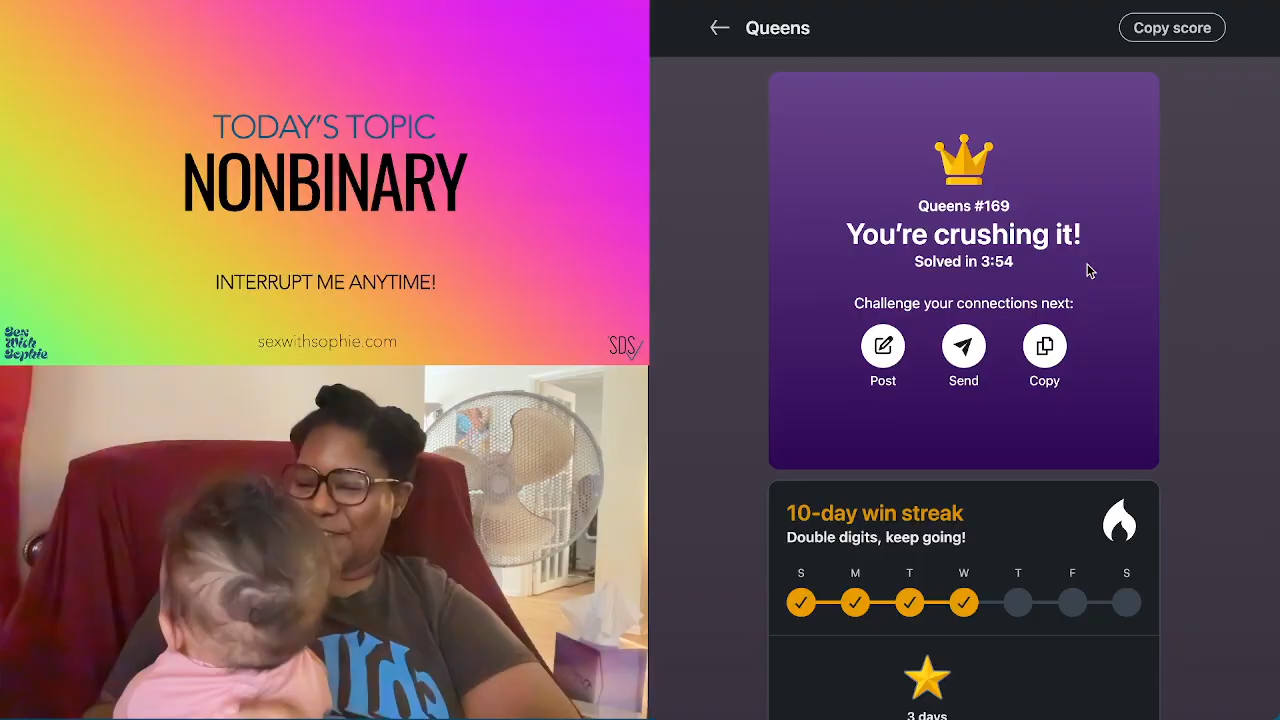 TODAY'S TOPIC
NONBINARY
INTERRUPT ME ANYTIME!
Sex
With
Sophie
sexwithsophie.com
SDS
Queens
Copy score
Queens #169
You're crushing it!
Solved in 3:54
Challenge your connections next:
Post
Send
Copy
10-day win streak
Double digits, keep going!
S M T W T F S
3 days